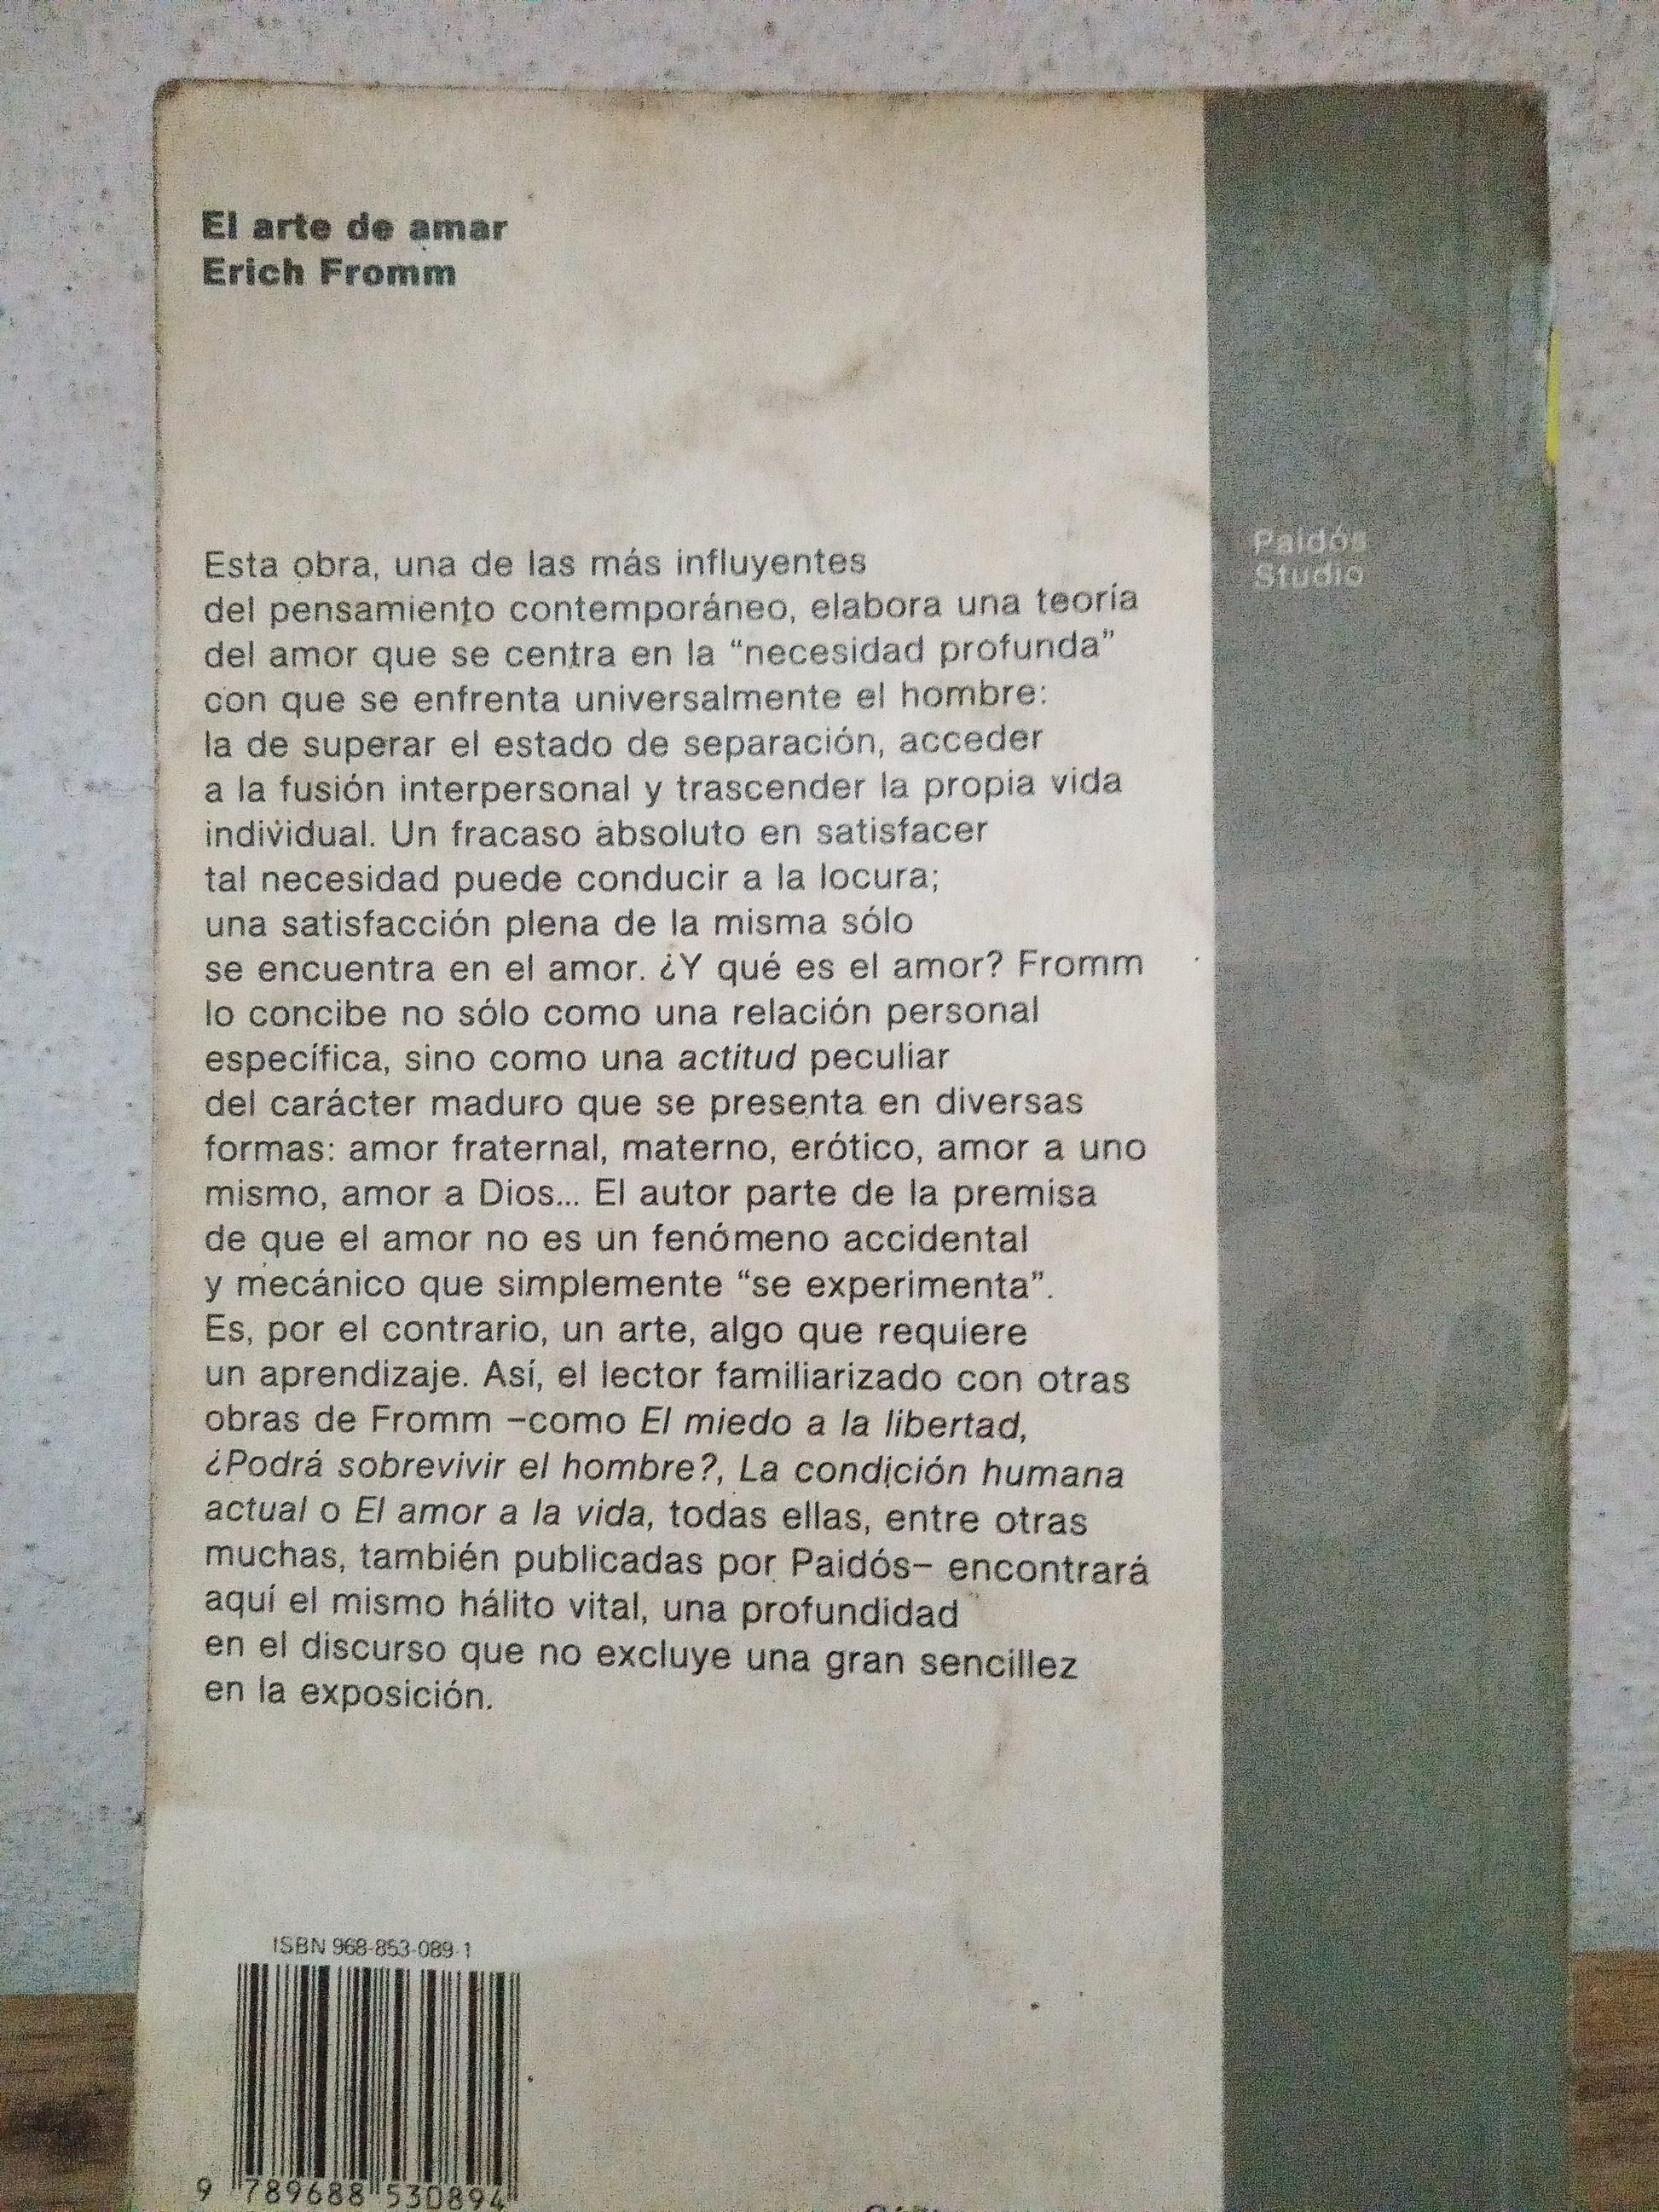 El arte de amar
Erich Fromm
Esta obra, una de las más influyentes
del pensamiento contemporáneo, elabora una teoría
del amor que se centra en la “necesidad profunda”
con que se enfrenta universalmente el hombre:
la de superar el estado de separación, acceder
a la fusión interpersonal y trascender la propia vida
individual. Un fracaso absoluto en satisfacer
tal necesidad puede conducir a la locura;
una satisfacción plena de la misma sólo
se encuentra en el amor. ¿Y qué es el amor? Fromm
lo concibe no sólo como una relación personal
específica, sino como una actitud peculiar
del carácter maduro que se presenta en diversas
formas: amor fraternal, materno, erótico, amor a uno
mismo, amor a Dios... El autor parte de la premisa
de que el amor no es un fenómeno accidental
y mecánico que simplemente “se experimenta”.
Es, por el contrario, un arte, algo que requiere
un aprendizaje. Así, el lector familiarizado con otras
obras de Fromm –como El miedo a la libertad,
¿Podrá sobrevivir el hombre?, La condición humana
actual o El amor a la vida, todas ellas, entre otras
muchas, también publicadas por Paidós– encontrará
aquí el mismo hálito vital, una profundidad
en el discurso que no excluye una gran sencillez
en la exposición.
Paidós
Studio
ISBN 968-853-089-1
9 789688 530894